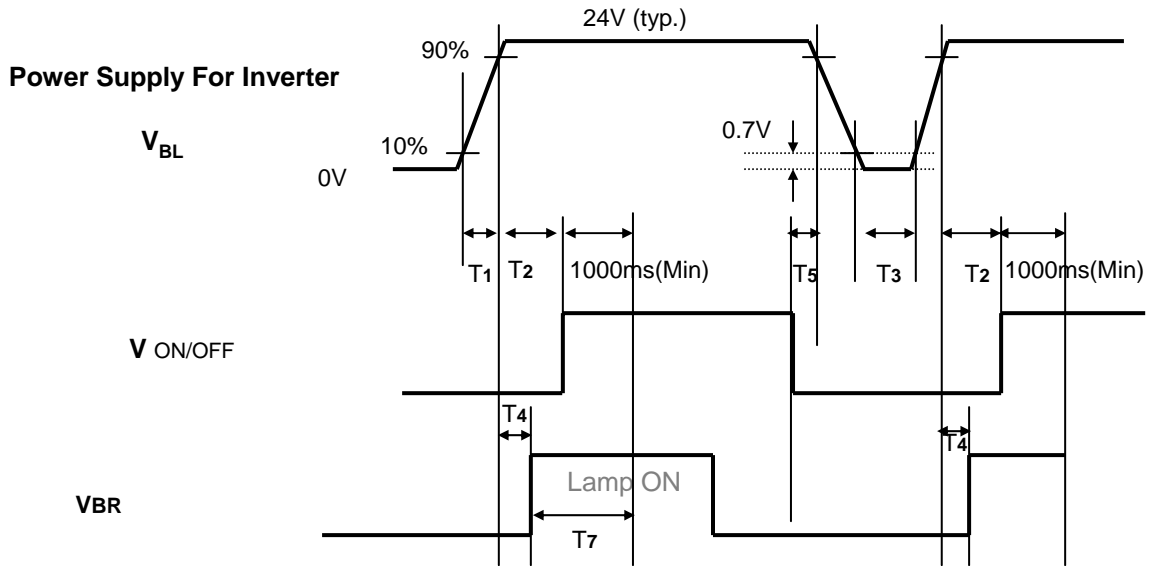 24V (typ.)
90%
Power Supply For Inverter
0.7V
VBL
10%
0V
T1
T2
1000ms(Min)
T5
T3
T2
1000ms(Min)
V ON/OFF
T4
T4
Lamp ON
VBR
T7